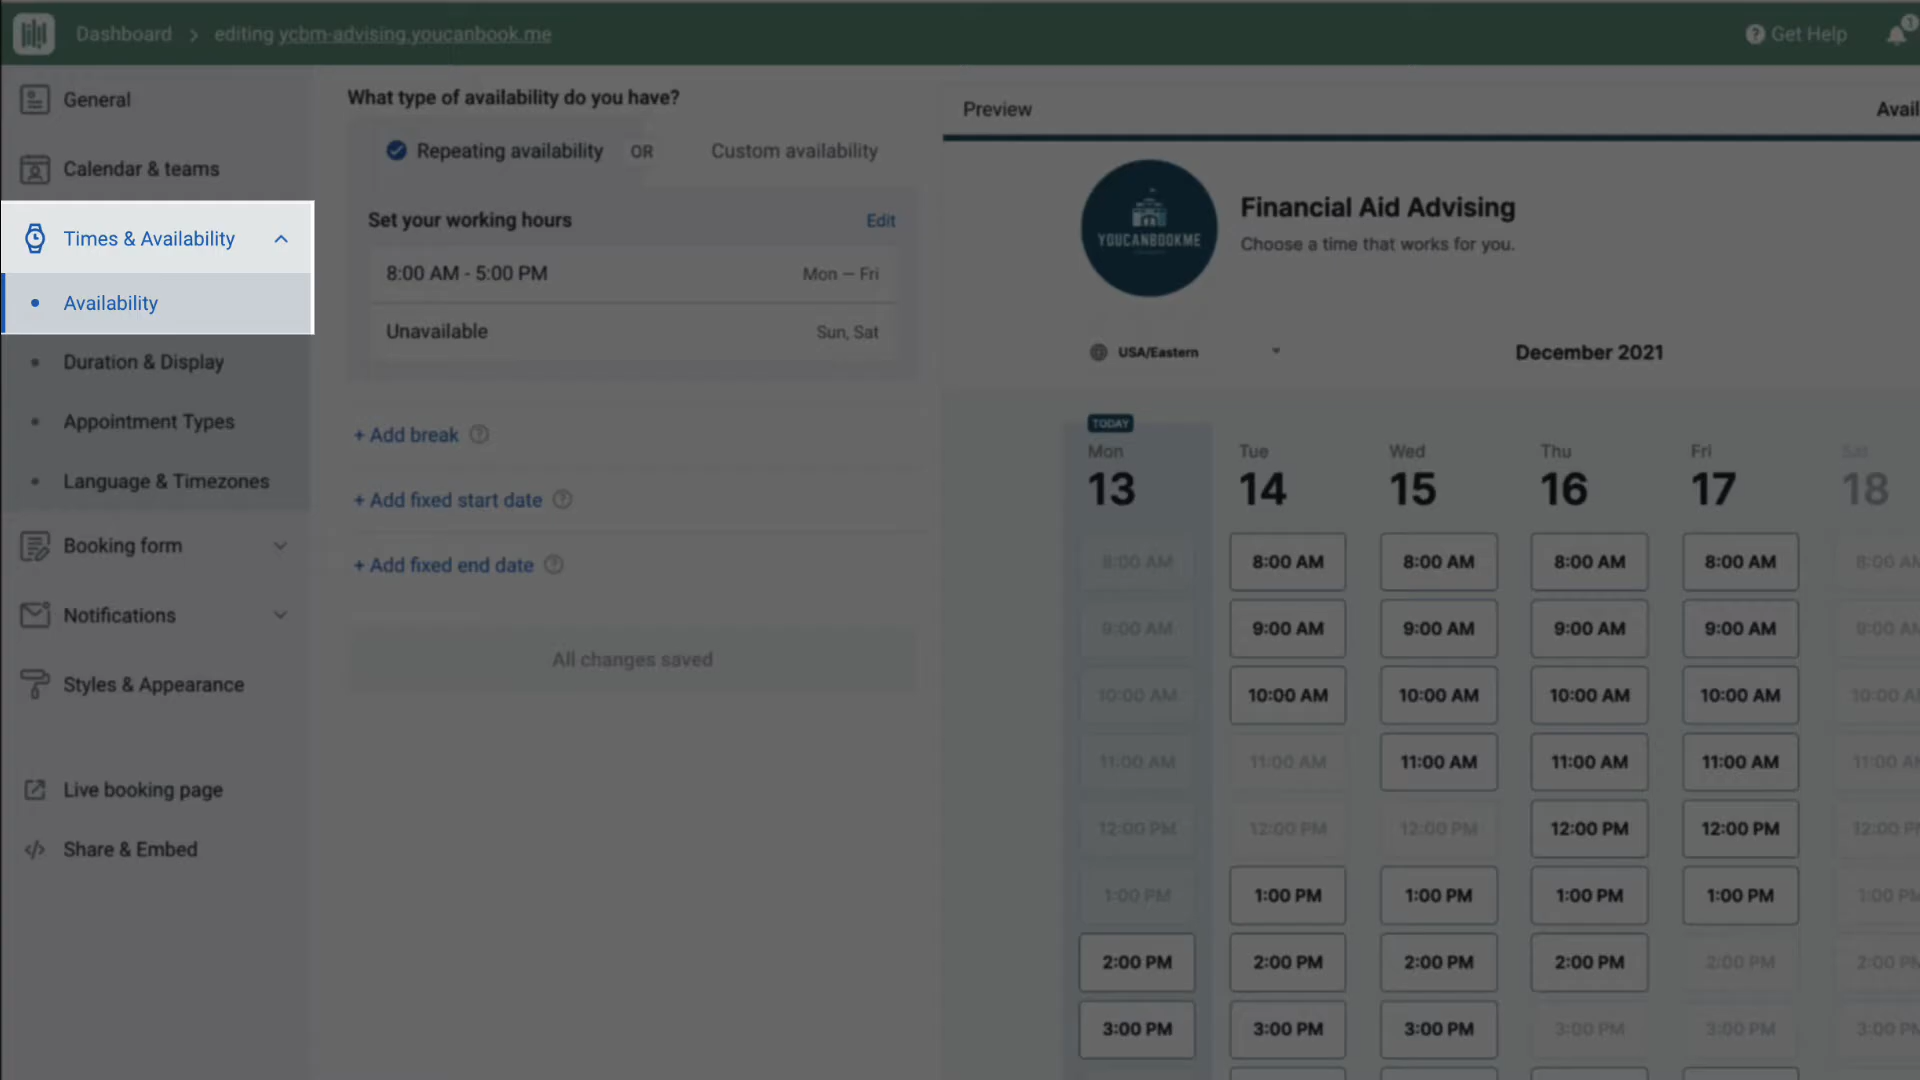 Dashboard > editing ycbm-advising.youcanbook.me
Get Help
1
General
Calendar & teams
Times & Availability
Availability
Duration & Display
Appointment Types
Language & Timezones
Booking form
Notifications
Styles & Appearance
Live booking page
Share & Embed
What type of availability do you have?
Repeating availability OR Custom availability
Set your working hours Edit
8:00 AM - 5:00 PM Mon — Fri
Unavailable Sun, Sat
+ Add break
+ Add fixed start date
+ Add fixed end date
All changes saved
Preview Avail
YOUCANBOOKME
Financial Aid Advising
Choose a time that works for you.
USA/Eastern December 2021
TODAY
Mon Tue Wed Thu Fri Sat
13 14 15 16 17 18
8:00 AM 8:00 AM 8:00 AM 8:00 AM 8:00 AM 8:00 AM
9:00 AM 9:00 AM 9:00 AM 9:00 AM 9:00 AM 9:00 AM
10:00 AM 10:00 AM 10:00 AM 10:00 AM 10:00 AM 10:00 A
11:00 AM 11:00 AM 11:00 AM 11:00 AM 11:00 AM 11:00 A
12:00 PM 12:00 PM 12:00 PM 12:00 PM 12:00 PM 12:00 P
1:00 PM 1:00 PM 1:00 PM 1:00 PM 1:00 PM 1:00 PM
2:00 PM 2:00 PM 2:00 PM 2:00 PM 2:00 PM 2:00 PM
3:00 PM 3:00 PM 3:00 PM 3:00 PM 3:00 PM 3:00 PM